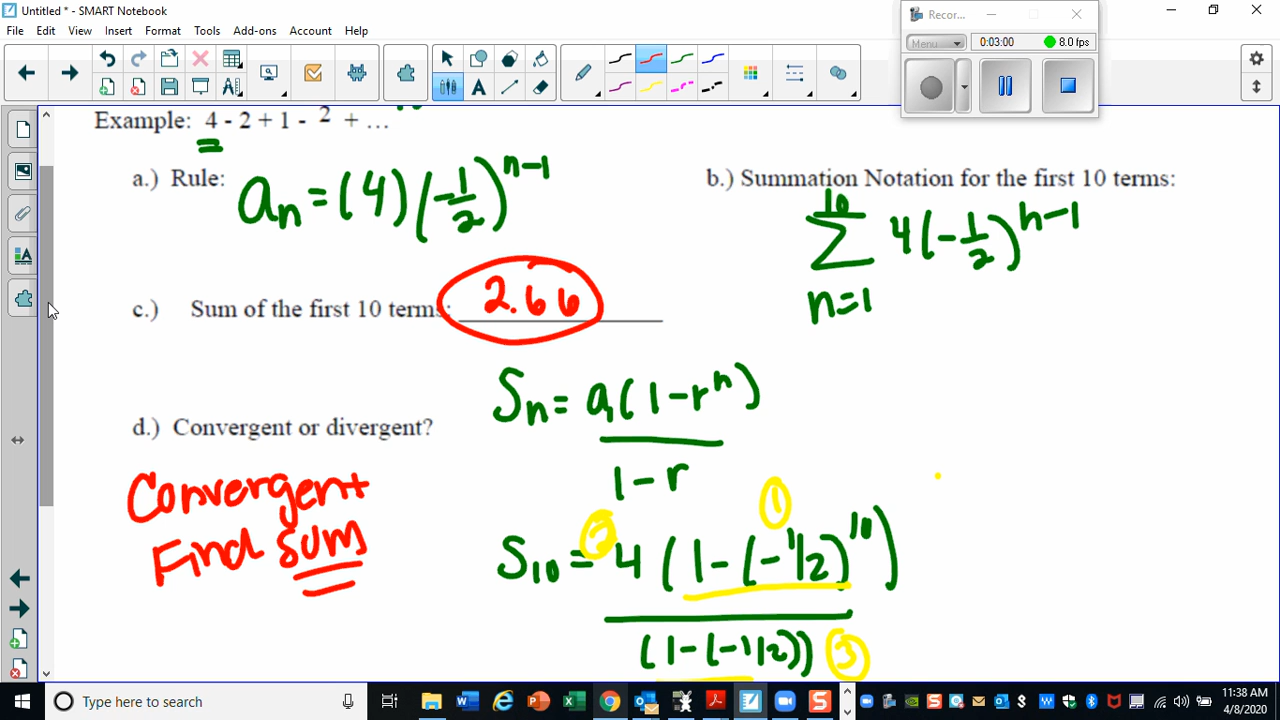 Untitled * - SMART Notebook
File Edit View Insert Format Tools Add-ons Account Help
Recor...
Menu
0:03:00
8.0 fps
Example: 4 - 2 + 1 - 2 + ...
a.) Rule: an = (4)(-1/2)^n-1
b.) Summation Notation for the first 10 terms:
10
Σ 4(-1/2)^n-1
n=1
c.) Sum of the first 10 terms: 2.66
Sn = a1(1-r^n)
1-r
d.) Convergent or divergent?
Convergent
Find sum
1
2
S10 = 4(1-(-1/2)^10)
(1-(-1/2)) 3
Type here to search
11:38 AM
4/8/2020